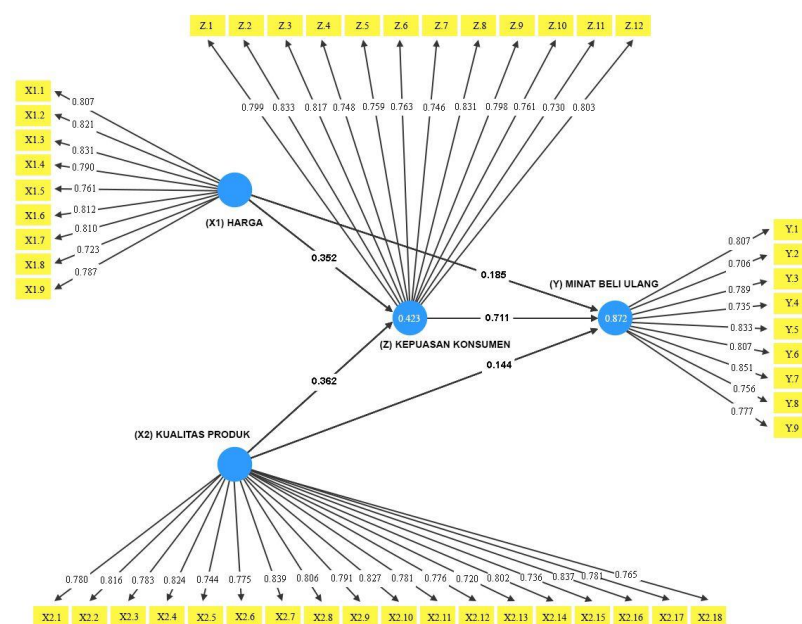 Z.1 Z.2 Z.3 Z.4 Z.5 Z.6 Z.7 Z.8 Z.9 Z.10 Z.11 Z.12
0.799 0.833 0.817 0.748 0.759 0.763 0.746 0.831 0.798 0.761 0.730 0.803
X1.1 0.807
X1.2 0.821
X1.3 0.831
X1.4 0.790
X1.5 0.761
X1.6 0.812
X1.7 0.810
X1.8 0.723
X1.9 0.787
(X1) HARGA
0.352
0.185
(Y) MINAT BELI ULANG
0.423
0.711
0.872
(Z) KEPUASAN KONSUMEN
0.362
0.144
0.807 Y.1
0.706 Y.2
0.789 Y.3
0.735 Y.4
0.833 Y.5
0.807 Y.6
0.851 Y.7
0.756 Y.8
0.777 Y.9
(X2) KUALITAS PRODUK
0.780 0.816 0.783 0.824 0.744 0.775 0.839 0.806 0.791 0.827 0.781 0.776 0.720 0.802 0.736 0.837 0.781 0.765
X2.1 X2.2 X2.3 X2.4 X2.5 X2.6 X2.7 X2.8 X2.9 X2.10 X2.11 X2.12 X2.13 X2.14 X2.15 X2.16 X2.17 X2.18